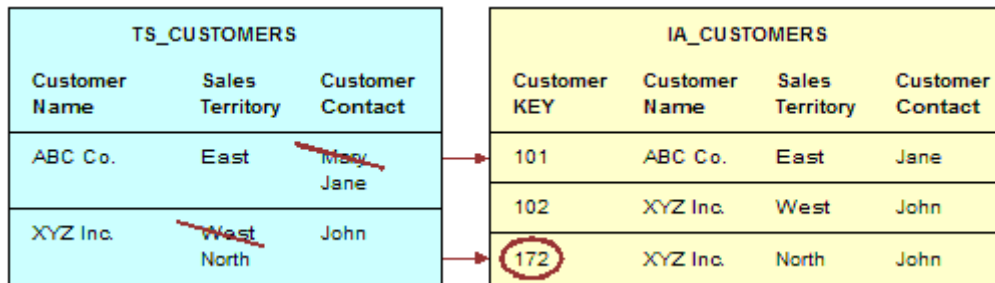 TS_CUSTOMERS
Customer Name Sales Territory Customer Contact
ABC Co. East Mary
Jane
XYZ Inc. West John
North
IA_CUSTOMERS
Customer KEY Customer Name Sales Territory Customer Contact
101 ABC Co. East Jane
102 XYZ Inc. West John
172 XYZ Inc. North John